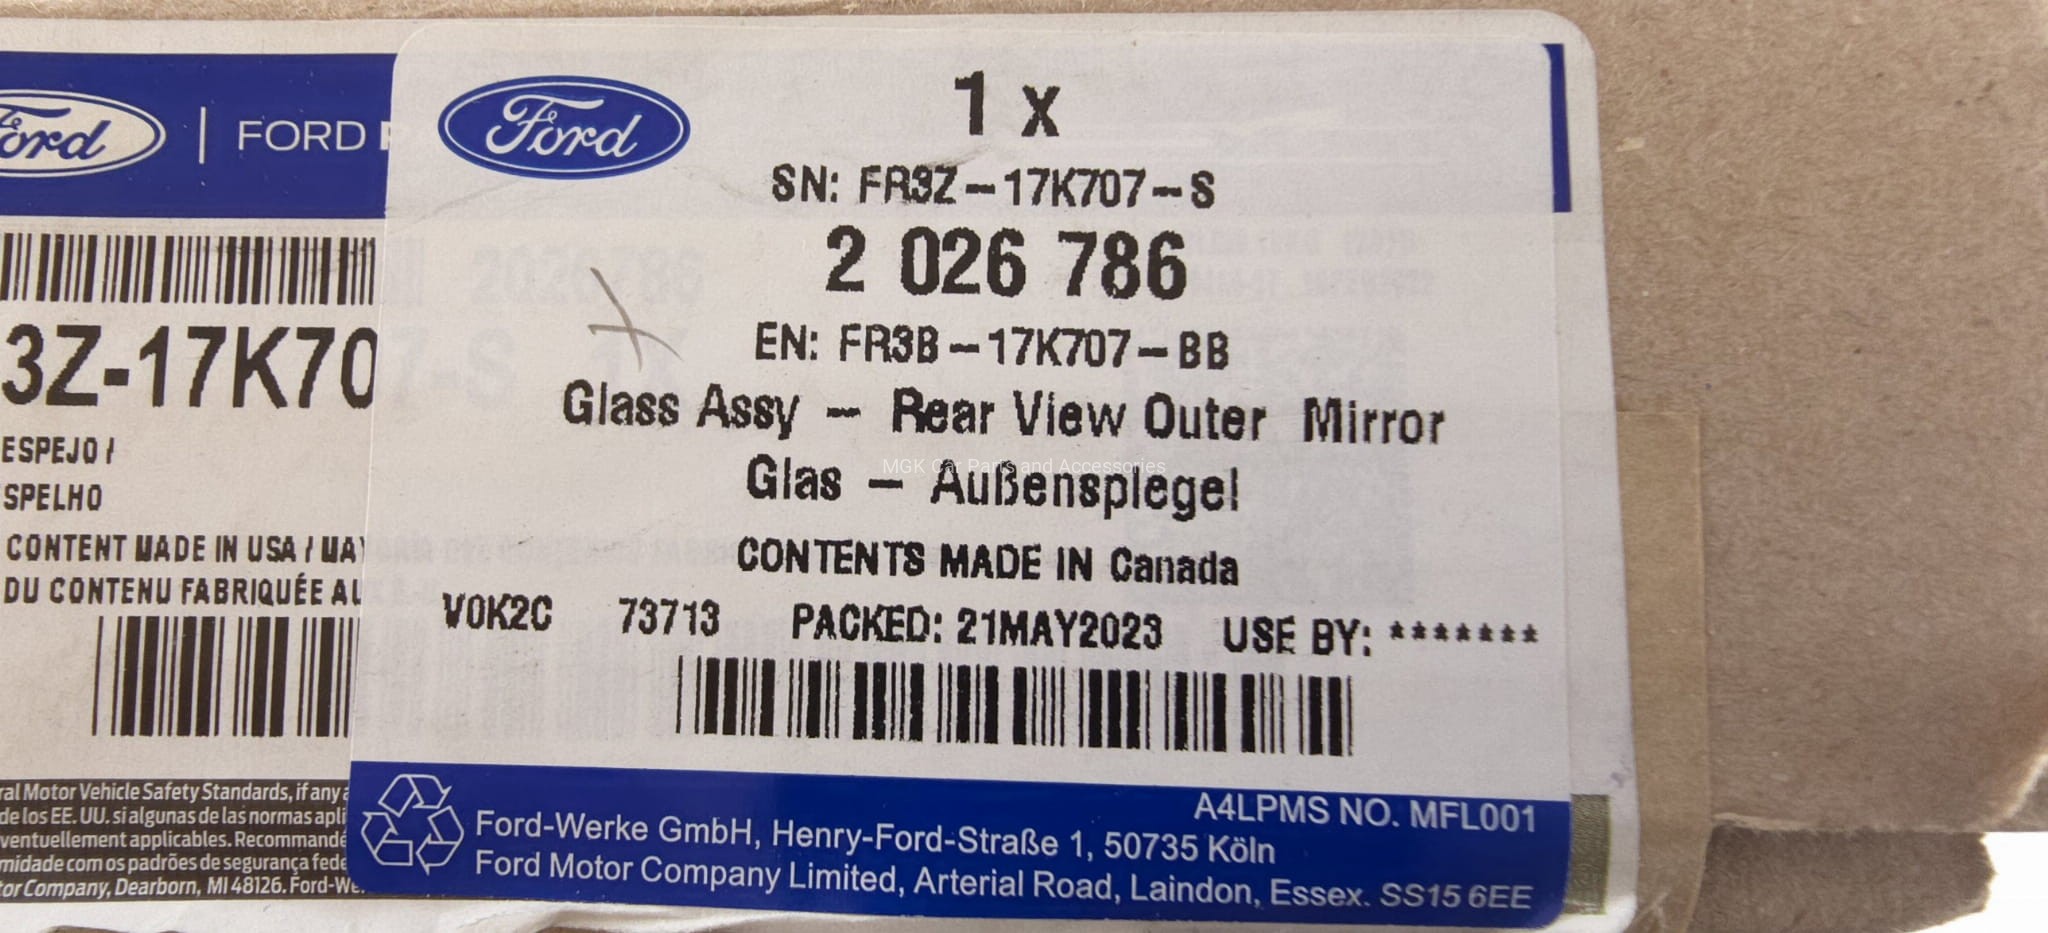 Ford
FORD
3Z-17K70
ESPEJO /
SPELHO
CONTENT MADE IN USA /
DU CONTENU FABRIQUÉE AU
ral Motor Vehicle Safety Standards, if any a
de los EE. UU. si algunas de las normas apli
ventuellement applicables. Recommandé
midade com os padrões de segurança fede
tor Company, Dearborn, MI 48126. Ford-We
Ford
1 x
SN: FR3Z-17K707-S
2 026 786
EN: FR3B-17K707-BB
Glass Assy - Rear View Outer Mirror
MGK Car Parts and Accessories
Glas - Außenspiegel
CONTENTS MADE IN Canada
V0K2C 73713 PACKED: 21MAY2023 USE BY: *******
A4LPMS NO. MFL001
Ford-Werke GmbH, Henry-Ford-Straße 1, 50735 Köln
Ford Motor Company Limited, Arterial Road, Laindon, Essex. SS15 6EE